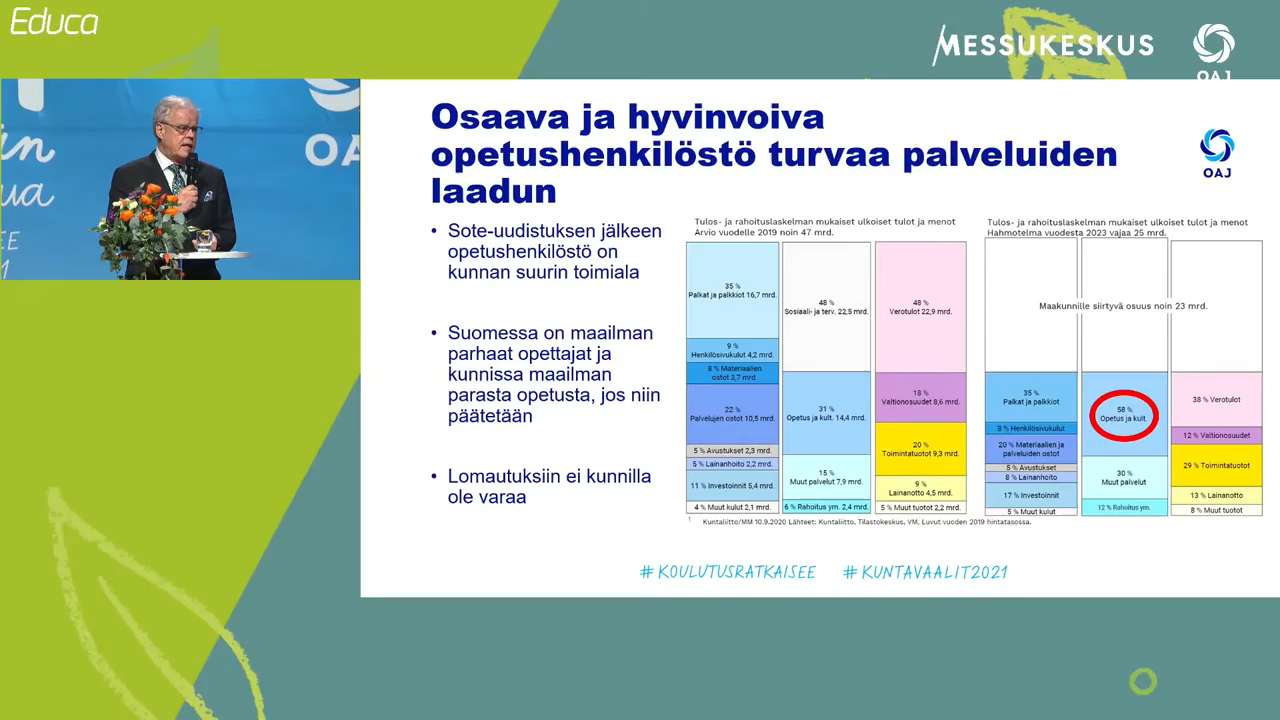 Educa
MESSUKESKUS
OAJ
Osaava ja hyvinvoiva
opetushenkilöstö turvaa palveluiden
laadun
OAJ
• Sote-uudistuksen jälkeen
opetushenkilöstö on
kunnan suurin toimiala
• Suomessa on maailman
parhaat opettajat ja
kunnissa maailman
parasta opetusta, jos niin
päätetään
• Lomautuksiin ei kunnilla
ole varaa
Tulos- ja rahoituslaskelman mukaiset ulkoiset tulot ja menot
Arvio vuodelle 2019 noin 47 mrd.
35 %
Palkat ja palkkiot 16,7 mrd.
9 %
Henkilösivukulut 4,2 mrd.
8 % Materiaalien
ostot 3,7 mrd.
22 %
Palvelujen ostot 10,5 mrd.
5 % Avustukset 2,3 mrd.
5 % Lainanhoito 2,2 mrd.
11 % Investoinnit 5,4 mrd.
4 % Muut kulut 2,1 mrd.
48 %
Sosiaali- ja terv. 22,5 mrd.
31 %
Opetus ja kult. 14,4 mrd.
15 %
Muut palvelut 7,9 mrd.
6 % Rahoitus ym. 2,4 mrd.
48 %
Verotulot 22,9 mrd.
18 %
Valtionosuudet 8,6 mrd.
20 %
Toimintatuotot 9,3 mrd.
9 %
Lainanotto 4,5 mrd.
5 % Muut tuotot 2,2 mrd.
Tulos- ja rahoituslaskelman mukaiset ulkoiset tulot ja menot
Hahmotelma vuodesta 2023 vajaa 25 mrd.
Maakunnille siirtyvä osuus noin 23 mrd.
35 %
Palkat ja palkkiot
8 % Henkilösivukulut
20 % Materiaalien ja
palveluiden ostot
5 % Avustukset
8 % Lainanhoito
17 % Investoinnit
5 % Muut kulut
58 %
Opetus ja kult.
30 %
Muut palvelut
12 % Rahoitus ym.
38 % Verotulot
12 % Valtionosuudet
29 % Toimintatuotot
13 % Lainanotto
8 % Muut tuotot
1 Kuntaliitto/MM 10.9.2020 Lähteet: Kuntaliitto, Tilastokeskus, VM. Luvut vuoden 2019 hintatasossa.
#KOULUTUSRATKAISEE #KUNTAVAALIT2021